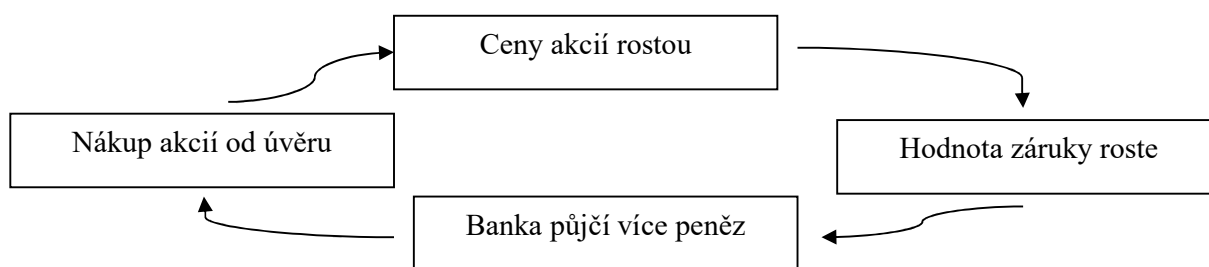 Ceny akcií rostou
Nákup akcií od úvěru
Hodnota záruky roste
Banka půjčí více peněz